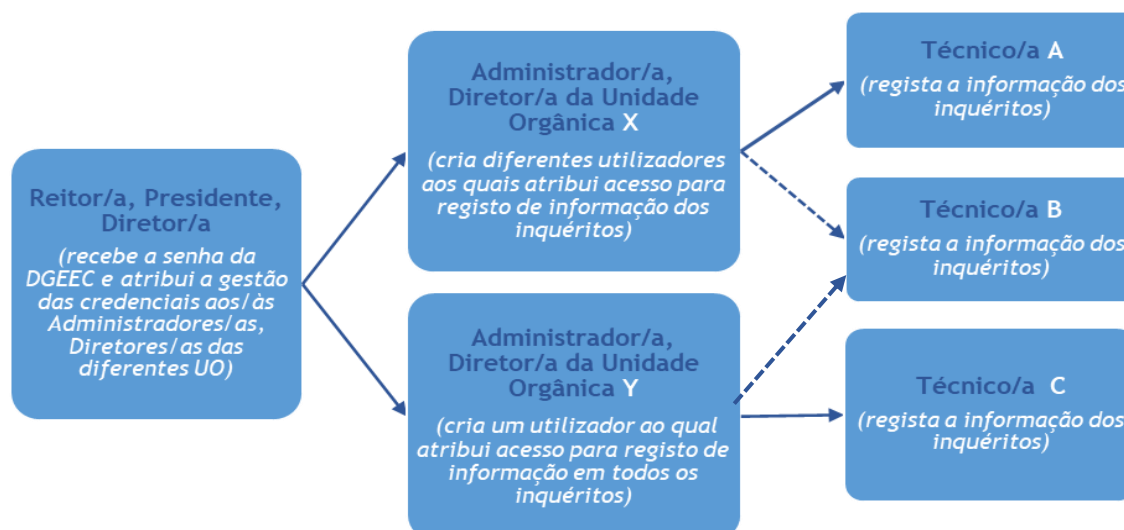 Reitor/a, Presidente,
Diretor/a
(recebe a senha da
DGEEC e atribui a gestão
das credenciais aos/às
Administradores/as,
Diretores/as das
diferentes UO)
Administrador/a,
Diretor/a da Unidade
Orgânica X
(cria diferentes utilizadores
aos quais atribui acesso para
registo de informação dos
inquéritos)
Administrador/a,
Diretor/a da Unidade
Orgânica Y
(cria um utilizador ao qual
atribui acesso para registo de
informação em todos os
inquéritos)
Técnico/a A
(regista a informação dos
inquéritos)
Técnico/a B
(regista a informação dos
inquéritos)
Técnico/a C
(regista a informação dos
inquéritos)